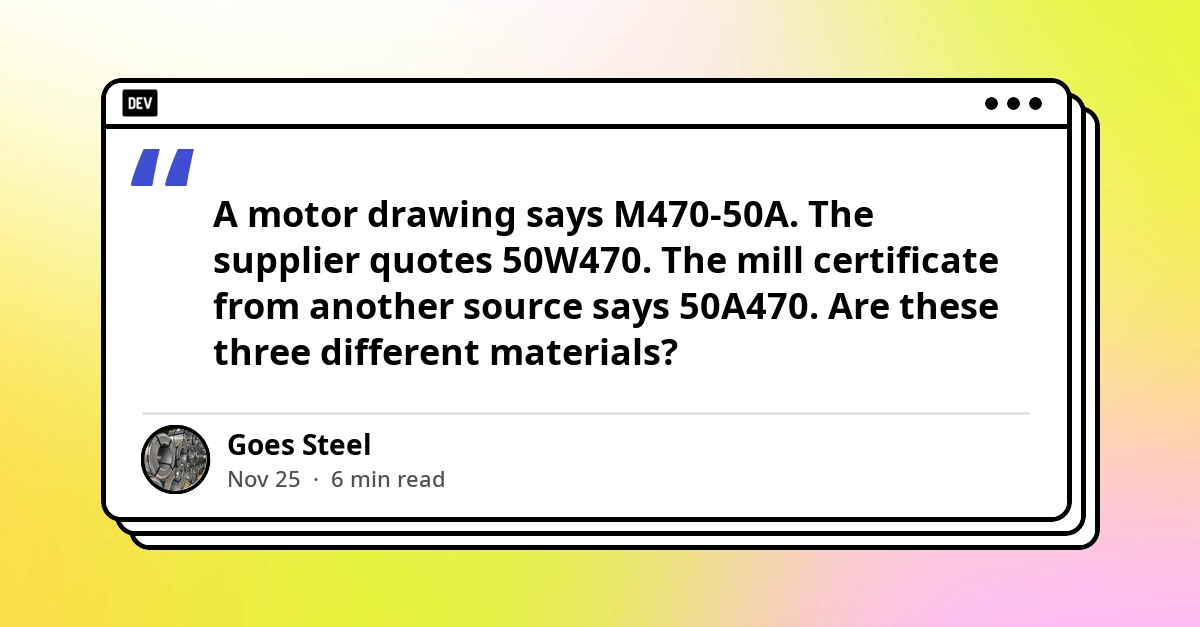 DEV
A motor drawing says M470-50A. The
supplier quotes 50W470. The mill certificate
from another source says 50A470. Are these
three different materials?
Goes Steel
Nov 25 · 6 min read